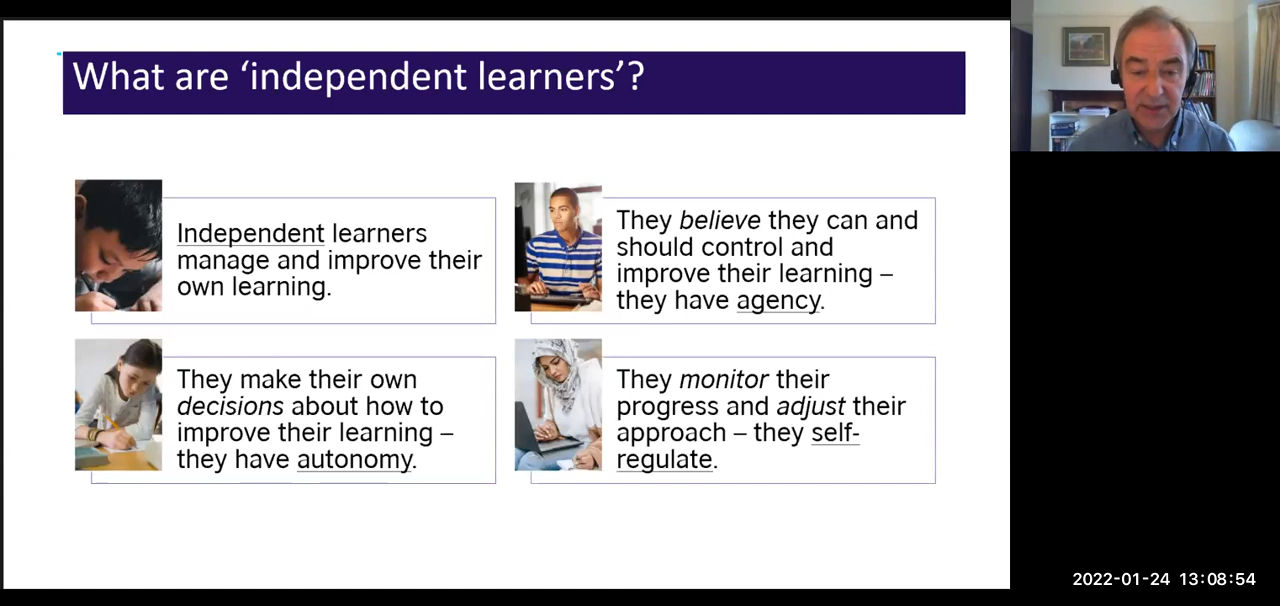 What are ‘independent learners’?
Independent learners
manage and improve their
own learning.
They believe they can and
should control and
improve their learning –
they have agency.
They make their own
decisions about how to
improve their learning –
they have autonomy.
They monitor their
progress and adjust their
approach – they self-
regulate.
2022-01-24 13:08:54